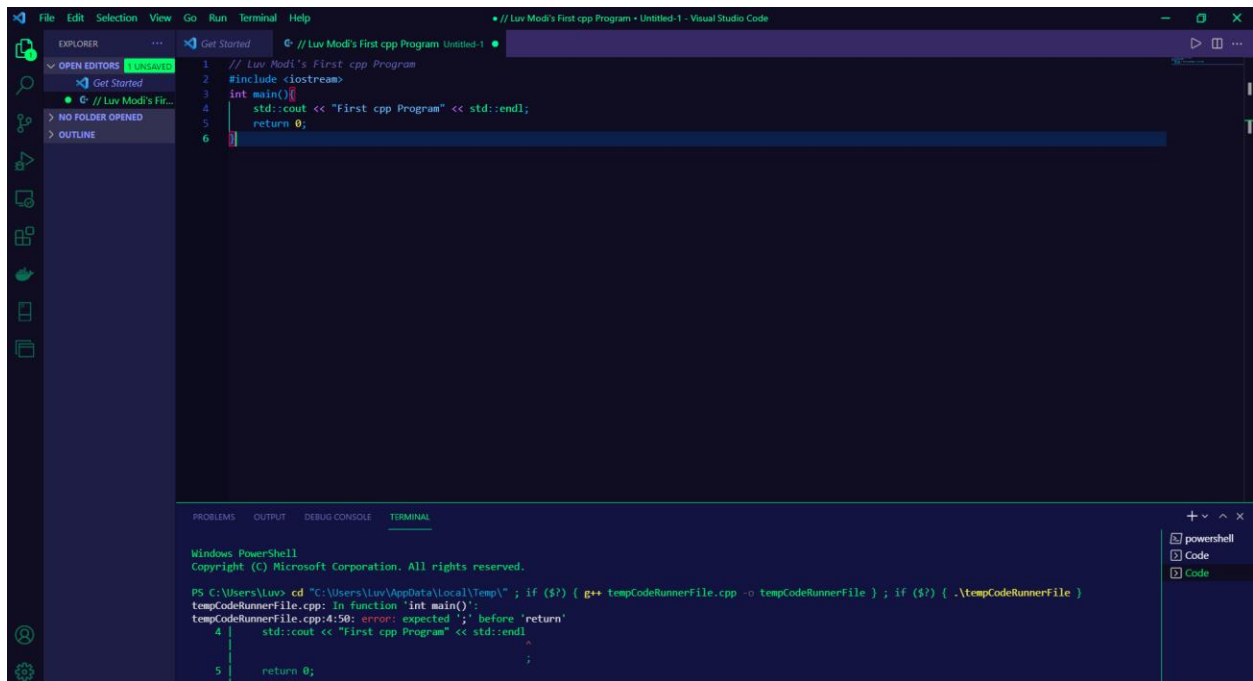 File Edit Selection View Go Run Terminal Help
● // Luv Modi's First cpp Program • Untitled-1 - Visual Studio Code
EXPLORER
Get Started
// Luv Modi's First cpp Program Untitled-1 ●
OPEN EDITORS 1 UNSAVED
Get Started
● // Luv Modi's Fir...
NO FOLDER OPENED
OUTLINE
1
1 // Luv Modi's First cpp Program
2 #include <iostream>
3 int main(){
4 std::cout << "First cpp Program" << std::endl;
5 return 0;
6 }
PROBLEMS OUTPUT DEBUG CONSOLE TERMINAL
powershell
Code
Code
Windows PowerShell
Copyright (C) Microsoft Corporation. All rights reserved.
PS C:\Users\Luv> cd "C:\Users\Luv\AppData\Local\Temp\" ; if ($?) { g++ tempCodeRunnerFile.cpp -o tempCodeRunnerFile } ; if ($?) { .\tempCodeRunnerFile }
tempCodeRunnerFile.cpp: In function 'int main()':
tempCodeRunnerFile.cpp:4:50: error: expected ';' before 'return'
4 | std::cout << "First cpp Program" << std::endl
| ^
| ;
5 | return 0;